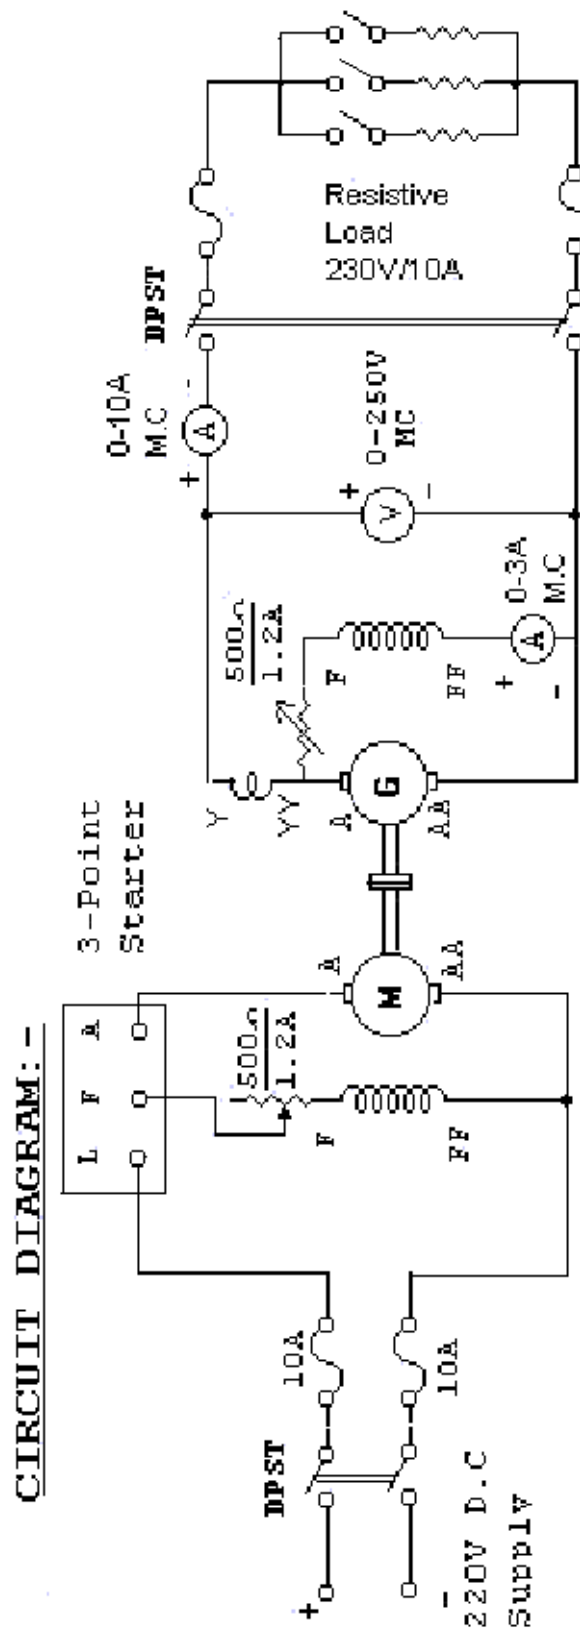 CIRCUIT DIAGRAM:-
+
-
220V D.C
Supply
DPST
10A
10A
L F A
3-Point
Starter
500Ω
1.2A
F
FF
A
M
AA
A
G
AA
Y
YY
500Ω
1.2A
F
FF
+
A
-
0-3A
M.C
+
V
-
0-250V
MC
0-10A
M.C
+
A
-
DPST
Resistive
Load
230V/10A